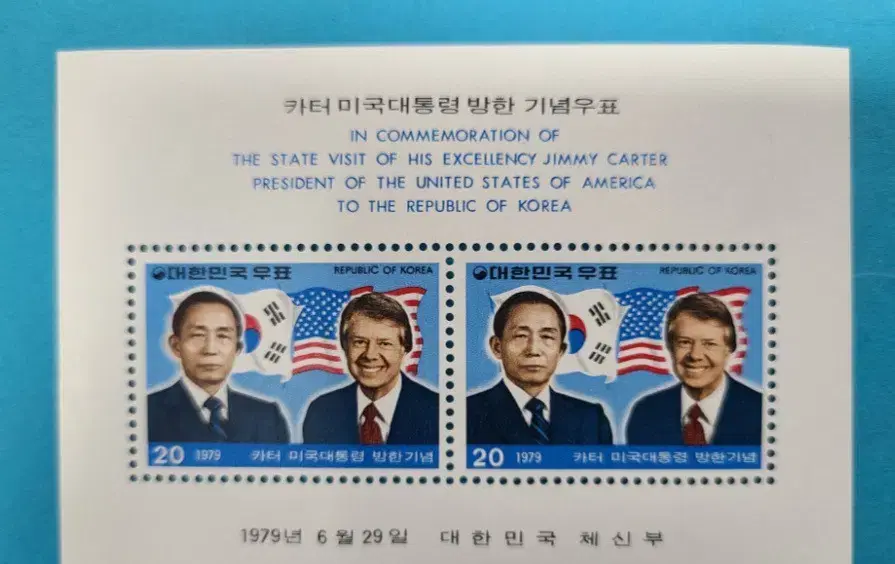 카터 미국대통령 방한 기념우표
IN COMMEMORATION OF
THE STATE VISIT OF HIS EXCELLENCY JIMMY CARTER
PRESIDENT OF THE UNITED STATES OF AMERICA
TO THE REPUBLIC OF KOREA
대한민국우표 REPUBLIC OF KOREA
20 1979 카터 미국대통령 방한기념
대한민국우표 REPUBLIC OF KOREA
20 1979 카터 미국대통령 방한기념
1979년 6월 29일 대한민국 체신부